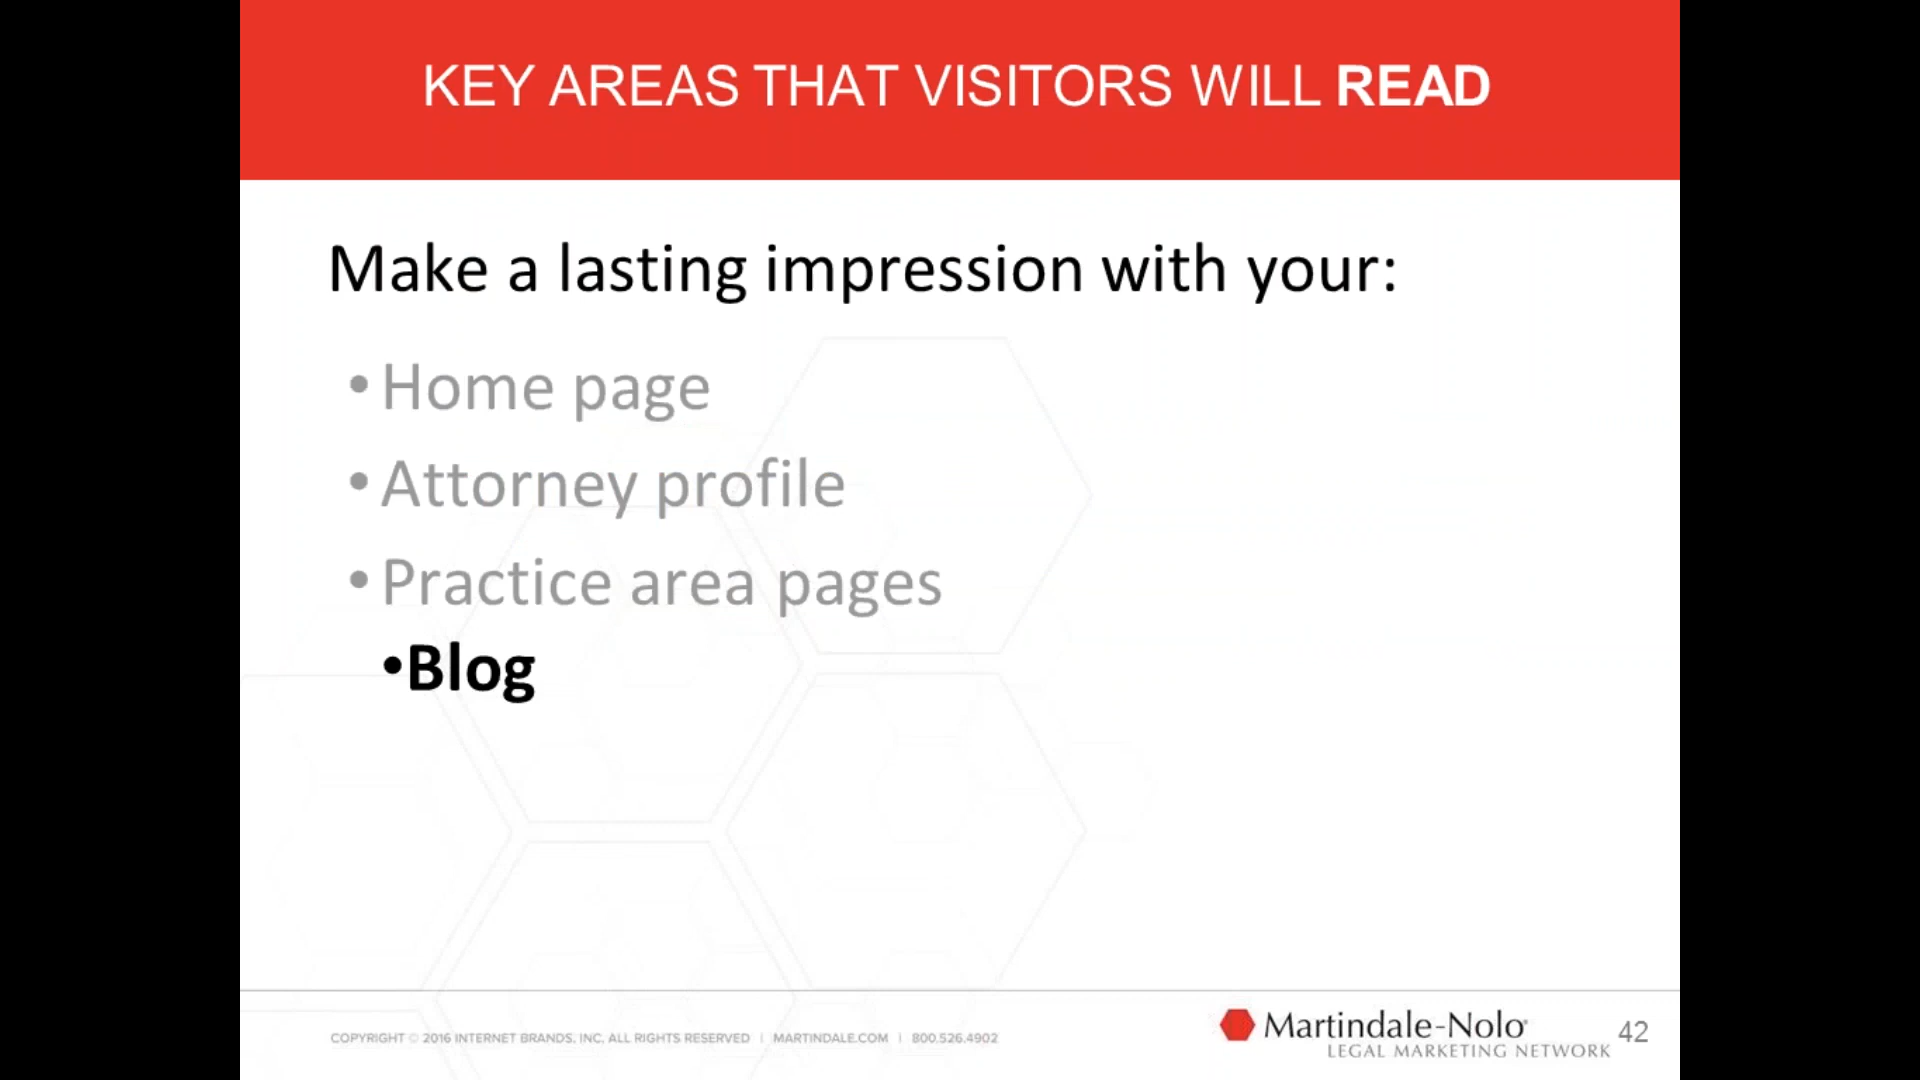 KEY AREAS THAT VISITORS WILL READ
Make a lasting impression with your:
• Home page
• Attorney profile
• Practice area pages
• Blog
COPYRIGHT © 2016 INTERNET BRANDS, INC, ALL RIGHTS RESERVED | MARTINDALE.COM | 800.526.4902
Martindale-Nolo®
LEGAL MARKETING NETWORK
42